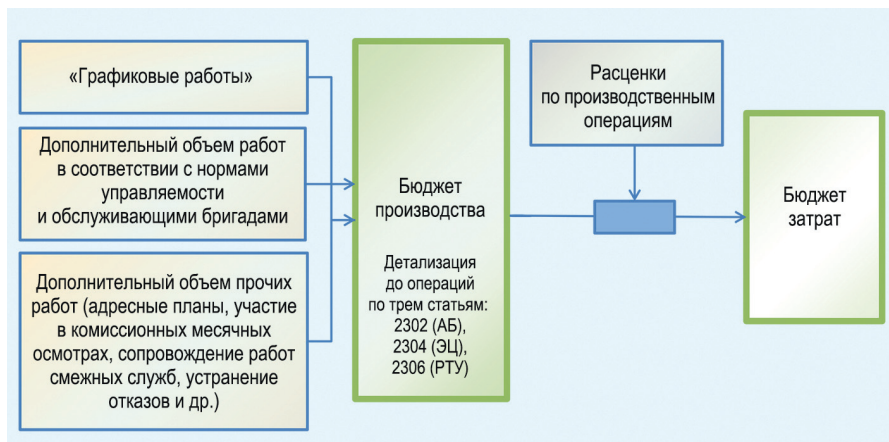 «Графиковые работы»
Дополнительный объем работ
в соответствии с нормами
управляемости
и обслуживающими бригадами
Дополнительный объем прочих
работ (адресные планы, участие
в комиссионных месячных
осмотрах, сопровождение работ
смежных служб, устранение
отказов и др.)
Бюджет
производства
Детализация
до операций
по трем статьям:
2302 (АБ),
2304 (ЭЦ),
2306 (РТУ)
Расценки
по производственным
операциям
Бюджет
затрат